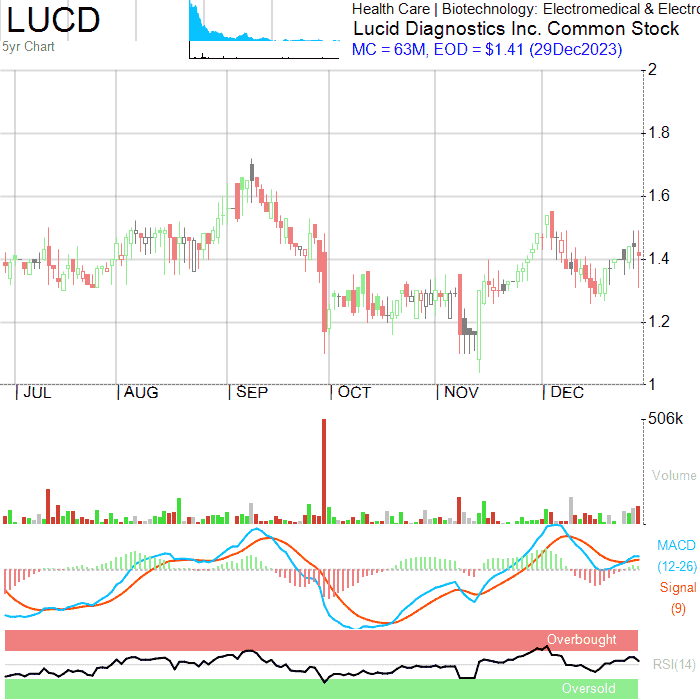 LUCD
5yr Chart
Health Care | Biotechnology: Electromedical & Electro
Lucid Diagnostics Inc. Common Stock
MC = 63M, EOD = $1.41 (29Dec2023)
2
1.8
1.6
1.4
1.2
1
| JUL | AUG | SEP | OCT | NOV | DEC
506k
Volume
MACD
(12-26)
Signal
(9)
Overbought
RSI(14)
Oversold